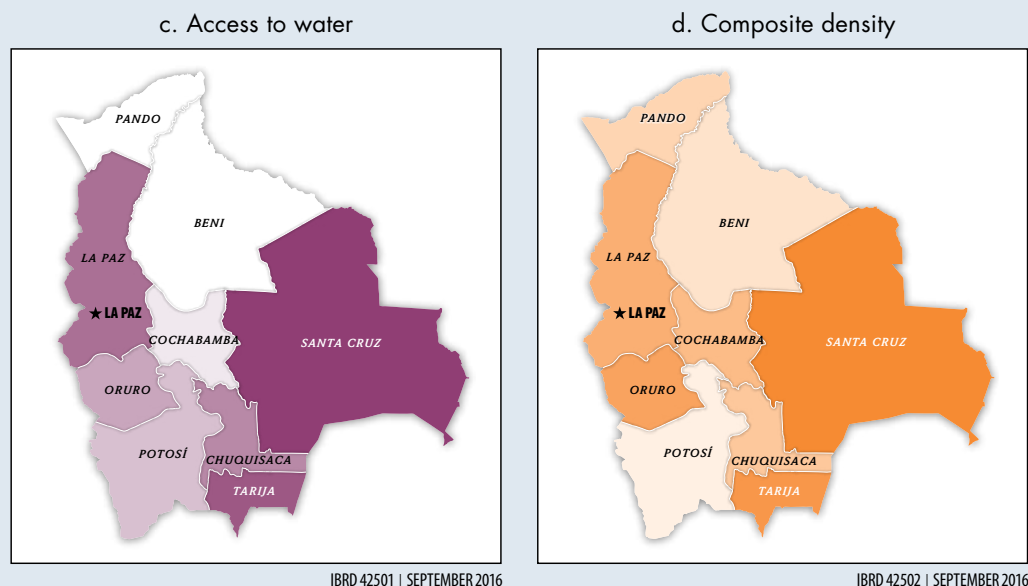 c. Access to water
PANDO
BENI
LA PAZ
★ LA PAZ
COCHABAMBA
SANTA CRUZ
ORURO
POTOSÍ
CHUQUISACA
TARIJA
IBRD 42501 | SEPTEMBER 2016
d. Composite density
PANDO
BENI
LA PAZ
★ LA PAZ
COCHABAMBA
SANTA CRUZ
ORURO
POTOSÍ
CHUQUISACA
TARIJA
IBRD 42502 | SEPTEMBER 2016